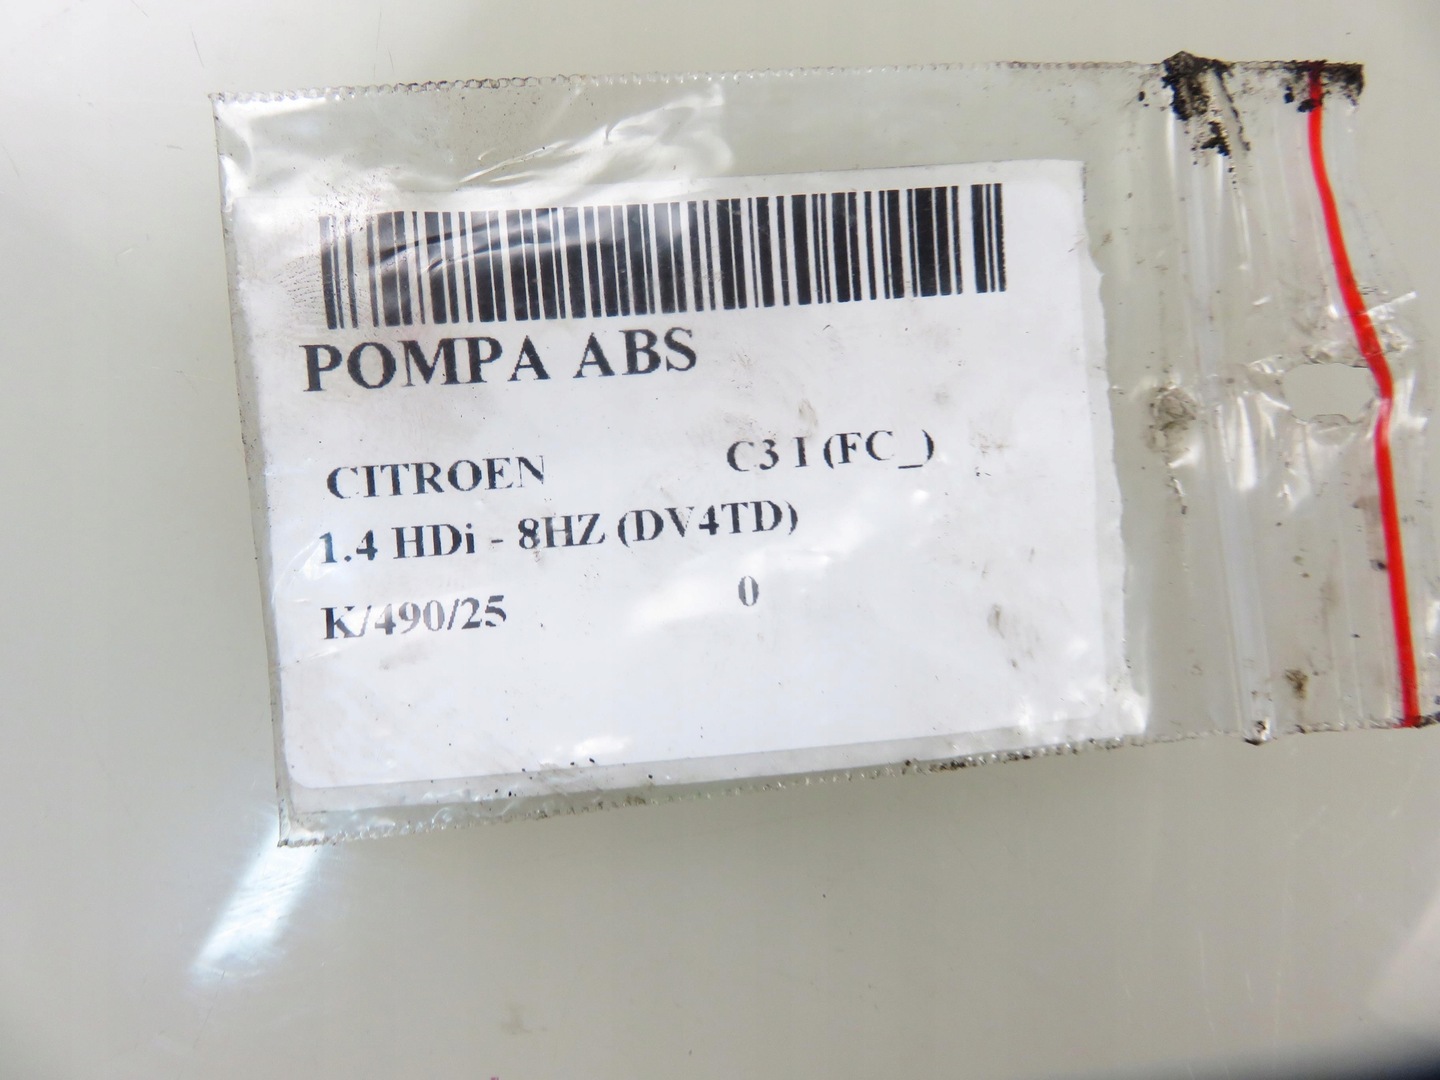 POMPA ABS
CITROEN C3 I (FC_)
1.4 HDi - 8HZ (DV4TD)
K/490/25 0